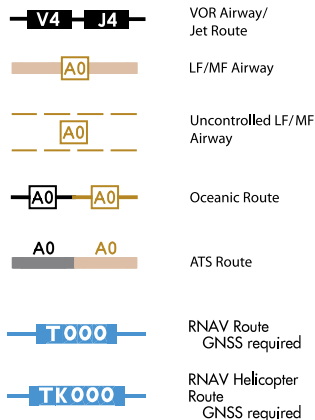 V4 J4 VOR Airway/
Jet Route
A0 LF/MF Airway
A0 Uncontrolled LF/MF
Airway
A0 A0 Oceanic Route
A0 A0
ATS Route
T000 RNAV Route
GNSS required
TK000 RNAV Helicopter
Route
GNSS required